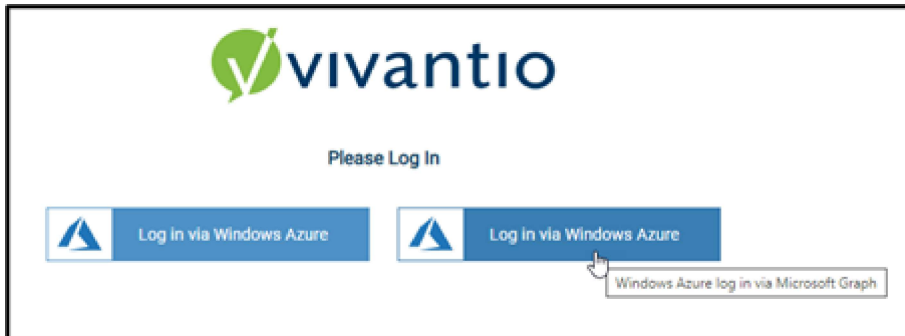 vivantio
Please Log In
Log in via Windows Azure
Log in via Windows Azure
Windows Azure log in via Microsoft Graph